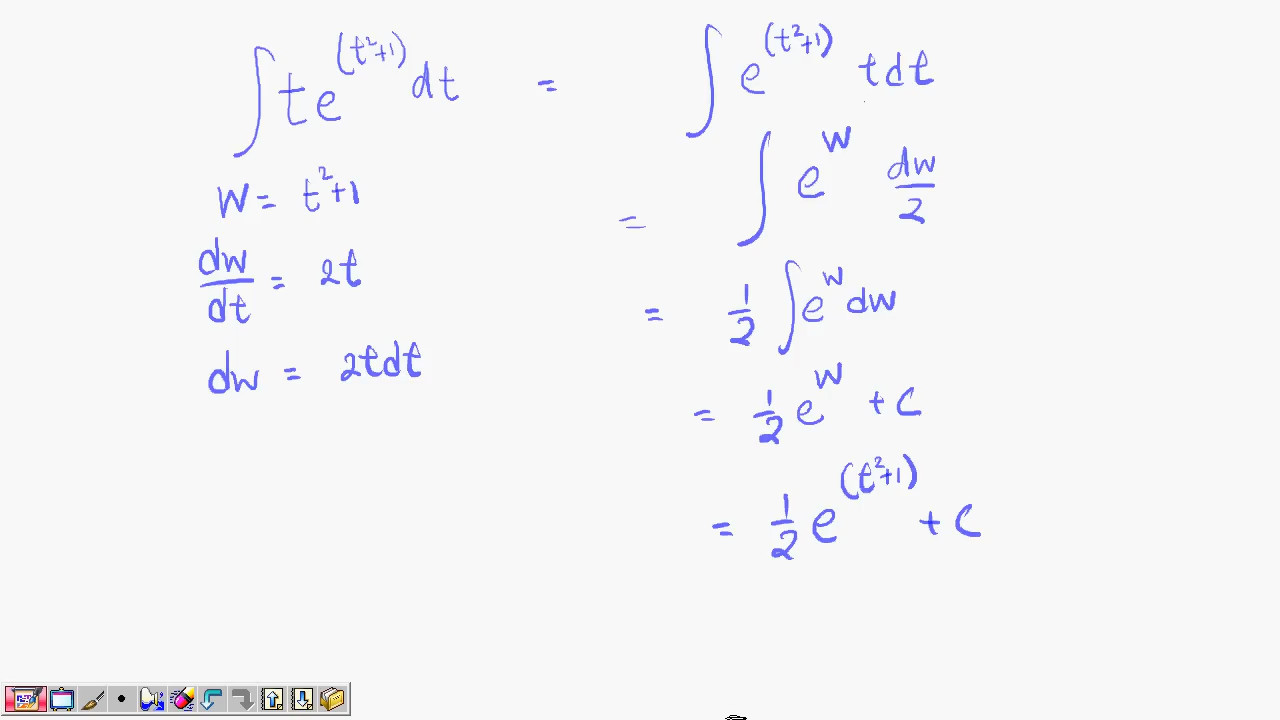 ∫ t e^(t²+1) dt = ∫ e^(t²+1) t dt
W = t²+1
dw/dt = 2t
dw = 2t dt
= ∫ e^W dw/2
= 1/2 ∫ e^W dw
= 1/2 e^W + C
= 1/2 e^(t²+1) + C